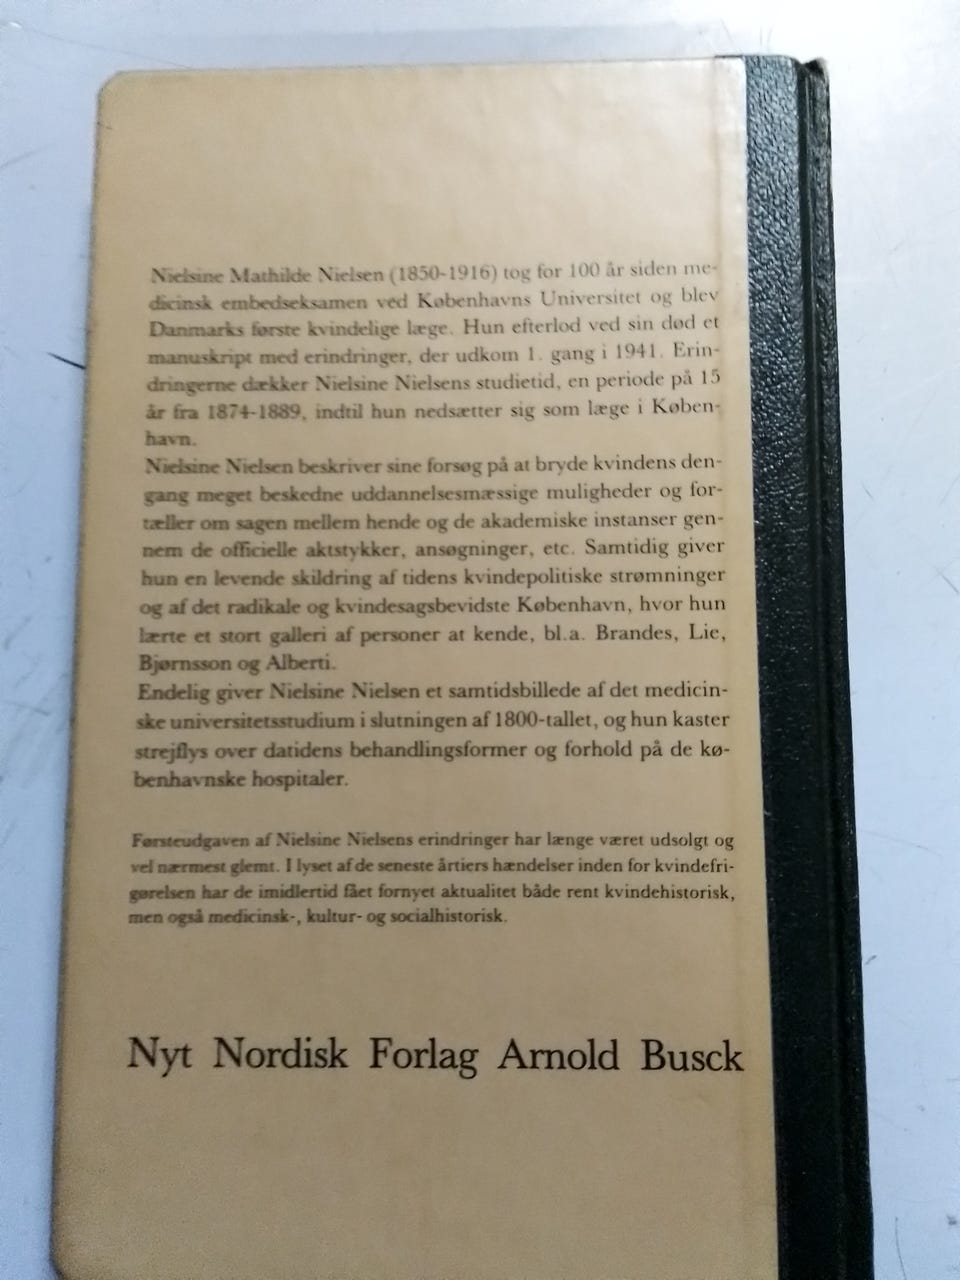 Nielsine Mathilde Nielsen (1850-1916) tog for 100 år siden me-
dicinsk embedseksamen ved Københavns Universitet og blev
Danmarks første kvindelige læge. Hun efterlod ved sin død et
manuskript med erindringer, der udkom 1. gang i 1941. Erin-
dringerne dækker Nielsine Nielsens studietid, en periode på 15
år fra 1874-1889, indtil hun nedsætter sig som læge i Køben-
havn.
Nielsine Nielsen beskriver sine forsøg på at bryde kvindens den-
gang meget beskedne uddannelsesmæssige muligheder og for-
tæller om sagen mellem hende og de akademiske instanser gen-
nem de officielle aktstykker, ansøgninger, etc. Samtidig giver
hun en levende skildring af tidens kvindepolitiske strømninger
og af det radikale og kvindesagsbevidste København, hvor hun
lærte et stort galleri af personer at kende, bl.a. Brandes, Lie,
Bjørnsson og Alberti.
Endelig giver Nielsine Nielsen et samtidsbillede af det medicin-
ske universitetsstudium i slutningen af 1800-tallet, og hun kaster
strejflys over datidens behandlingsformer og forhold på de kø-
benhavnske hospitaler.
Førsteudgaven af Nielsine Nielsens erindringer har længe været udsolgt og
vel nærmest glemt. I lyset af de seneste årtiers hændelser inden for kvindefri-
gørelsen har de imidlertid fået fornyet aktualitet både rent kvindehistorisk,
men også medicinsk-, kultur- og socialhistorisk.
Nyt Nordisk Forlag Arnold Busck